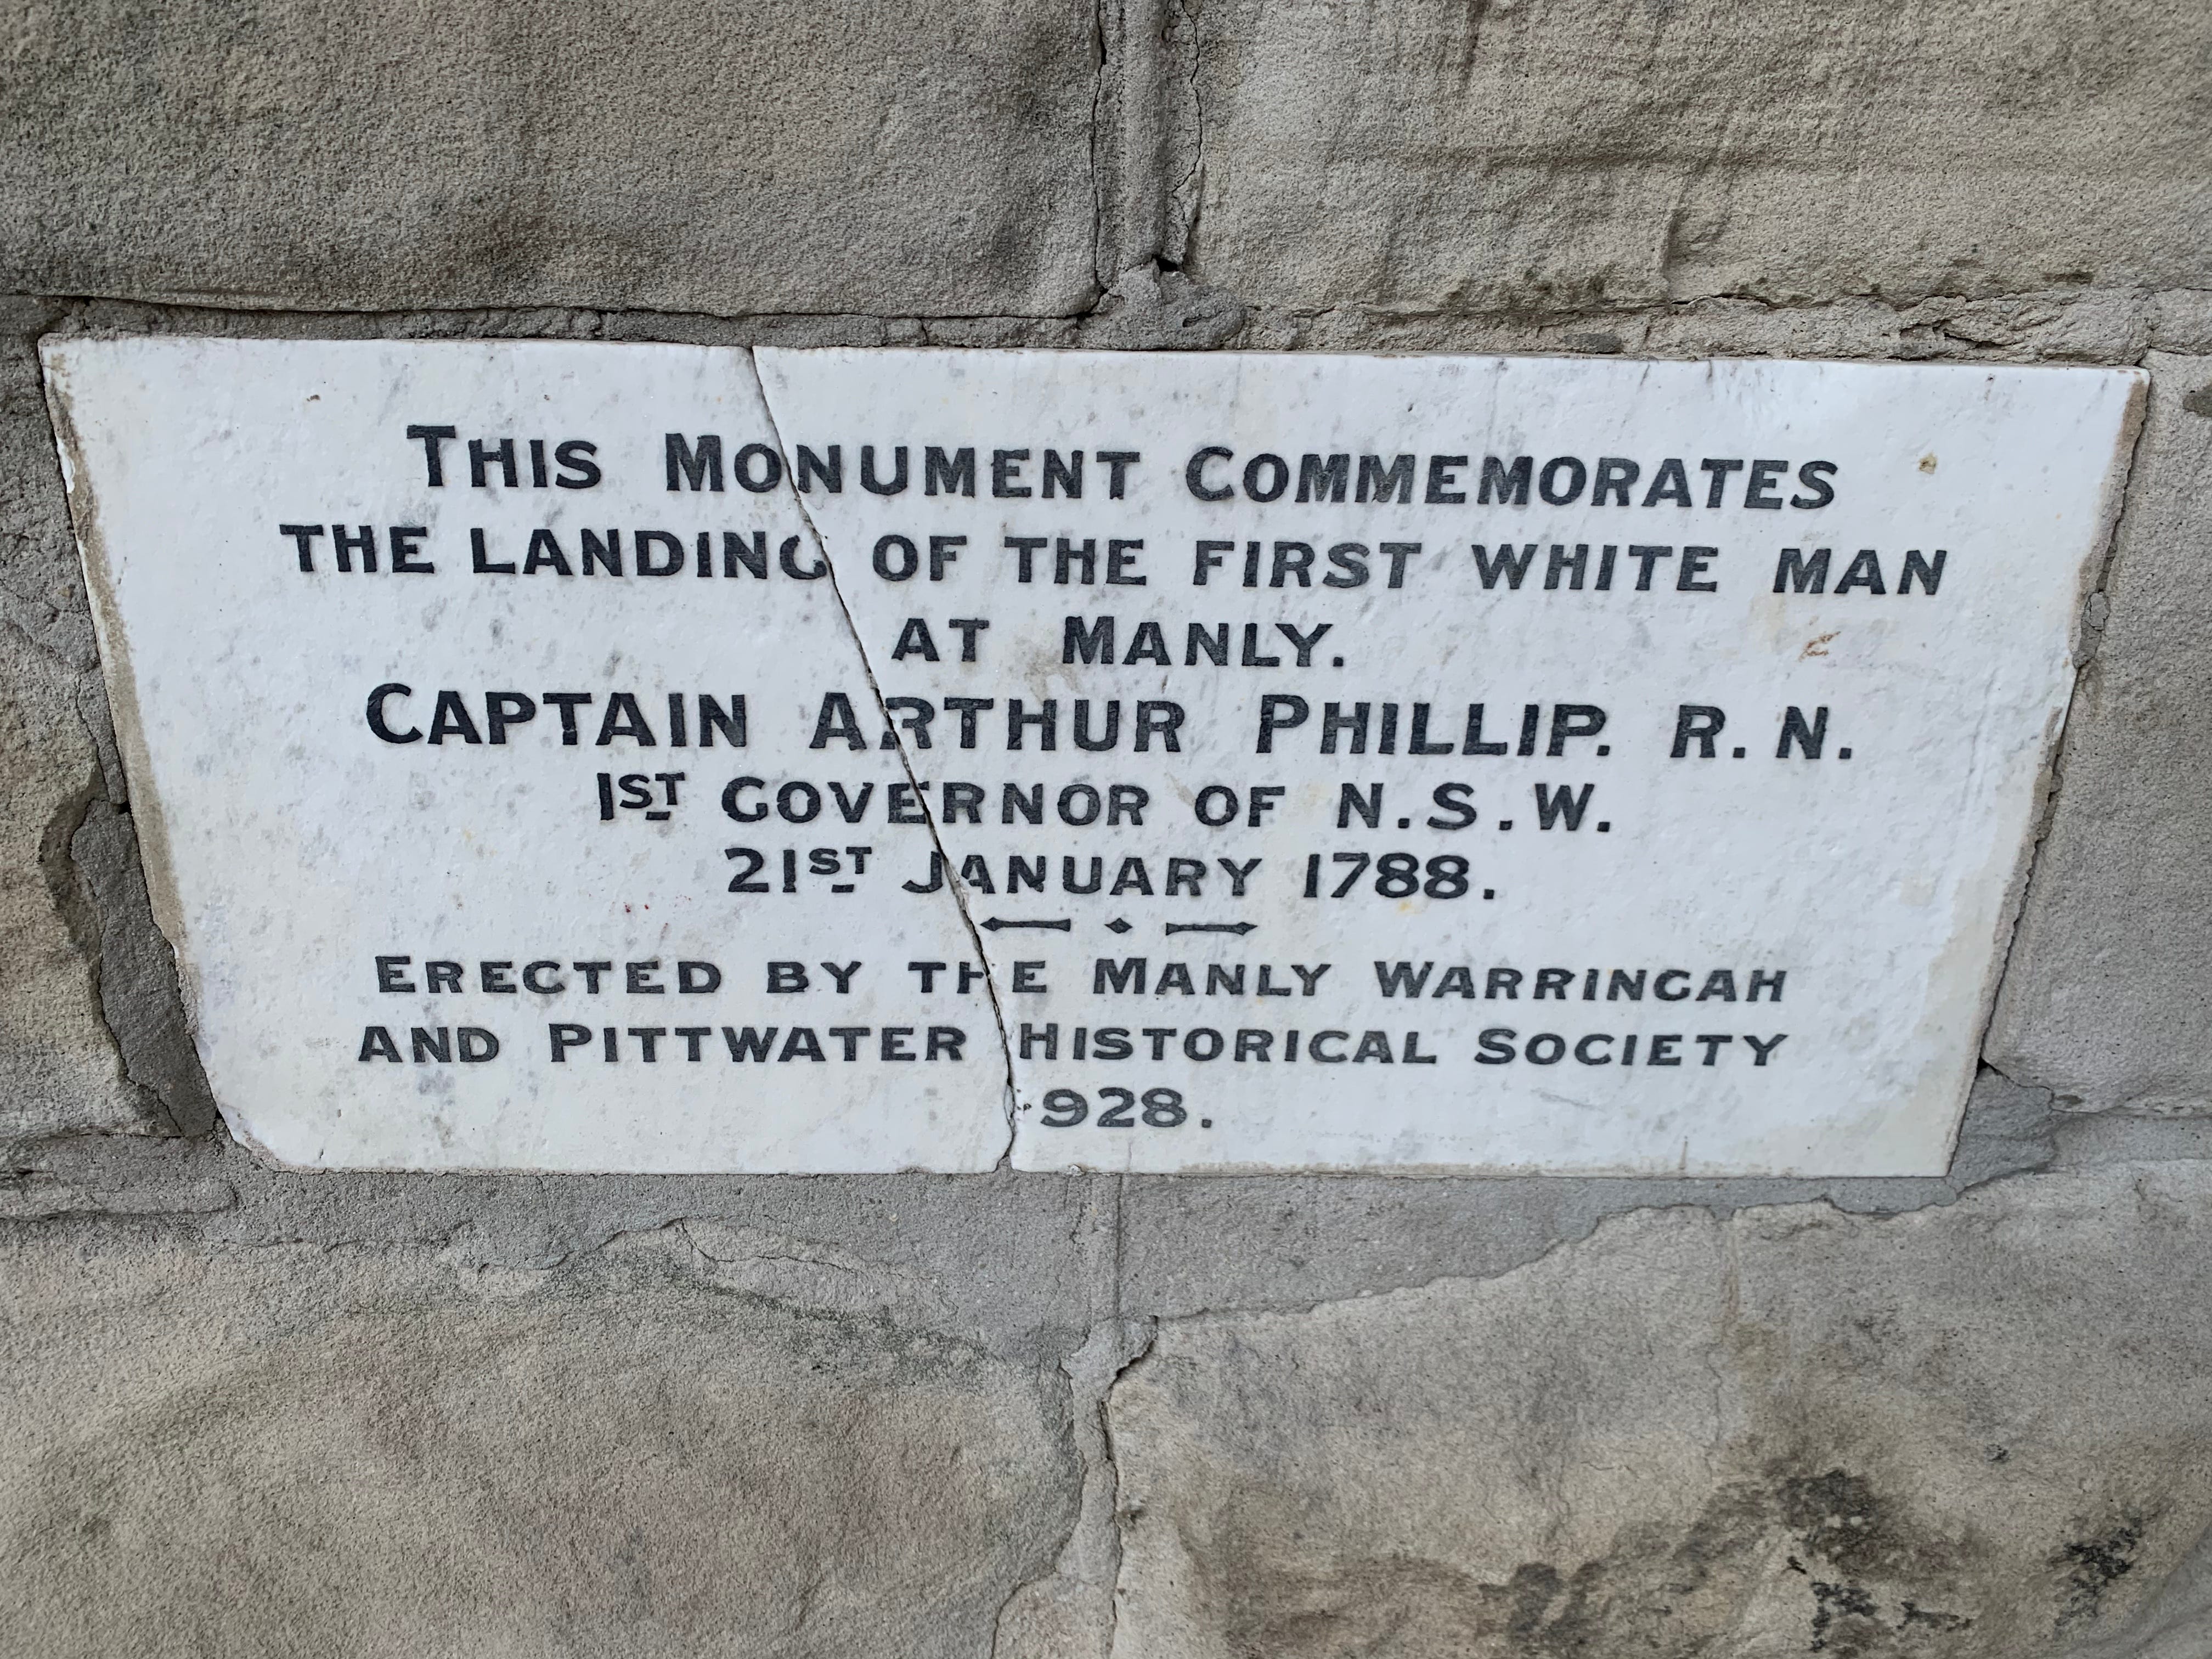 THIS MONUMENT COMMEMORATES
THE LANDING OF THE FIRST WHITE MAN
AT MANLY.
CAPTAIN ARTHUR PHILLIP. R. N.
1ST GOVERNOR OF N.S.W.
21ST JANUARY 1788.
ERECTED BY THE MANLY WARRINGAH
AND PITTWATER HISTORICAL SOCIETY
928.